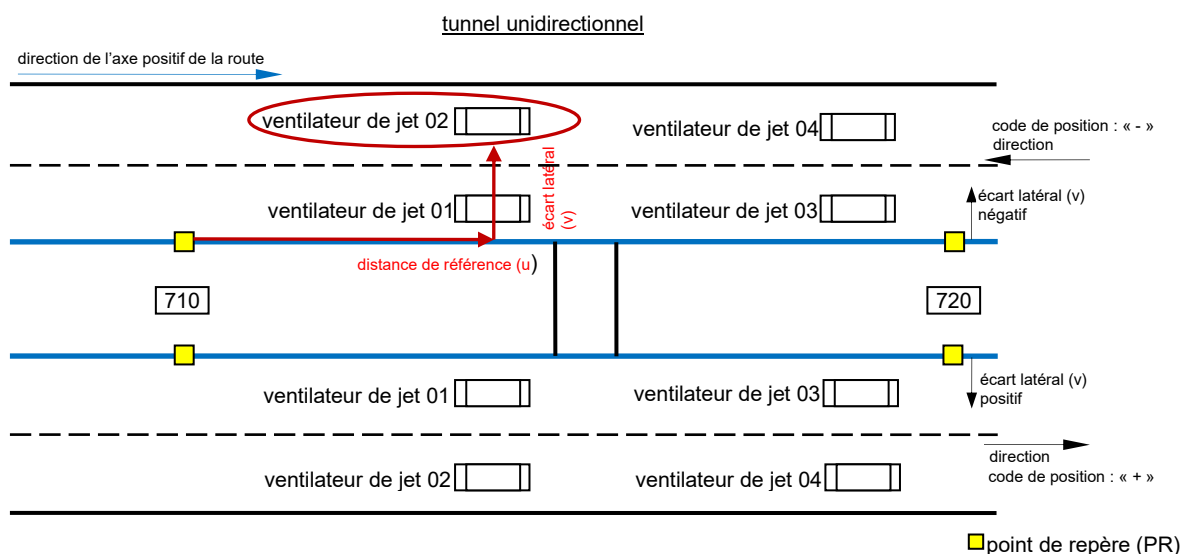 tunnel unidirectionnel
direction de l'axe positif de la route
ventilateur de jet 02
ventilateur de jet 04
code de position : « - »
direction
écart latéral
(v)
ventilateur de jet 01
ventilateur de jet 03
écart latéral (v)
négatif
distance de référence (u)
710
720
ventilateur de jet 01
ventilateur de jet 03
écart latéral (v)
positif
ventilateur de jet 02
ventilateur de jet 04
direction
code de position : « + »
point de repère (PR)